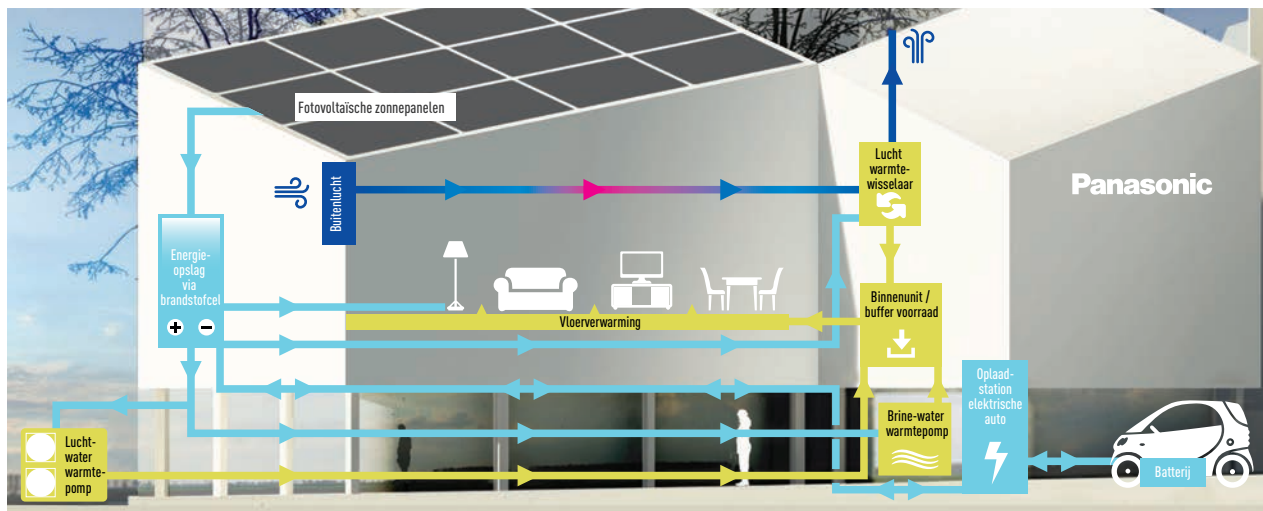 Fotovoltaïsche zonnepanelen
Buitenlucht
Lucht
warmte-
wisselaar
Panasonic
Energie-
opslag
via
brandstofcel
Vloerverwarming
Binnenunit /
buffer voorraad
Oplaad-
station
elektrische
auto
Brine-water
warmtepomp
Lucht-
water
warmte-
pomp
Batterij